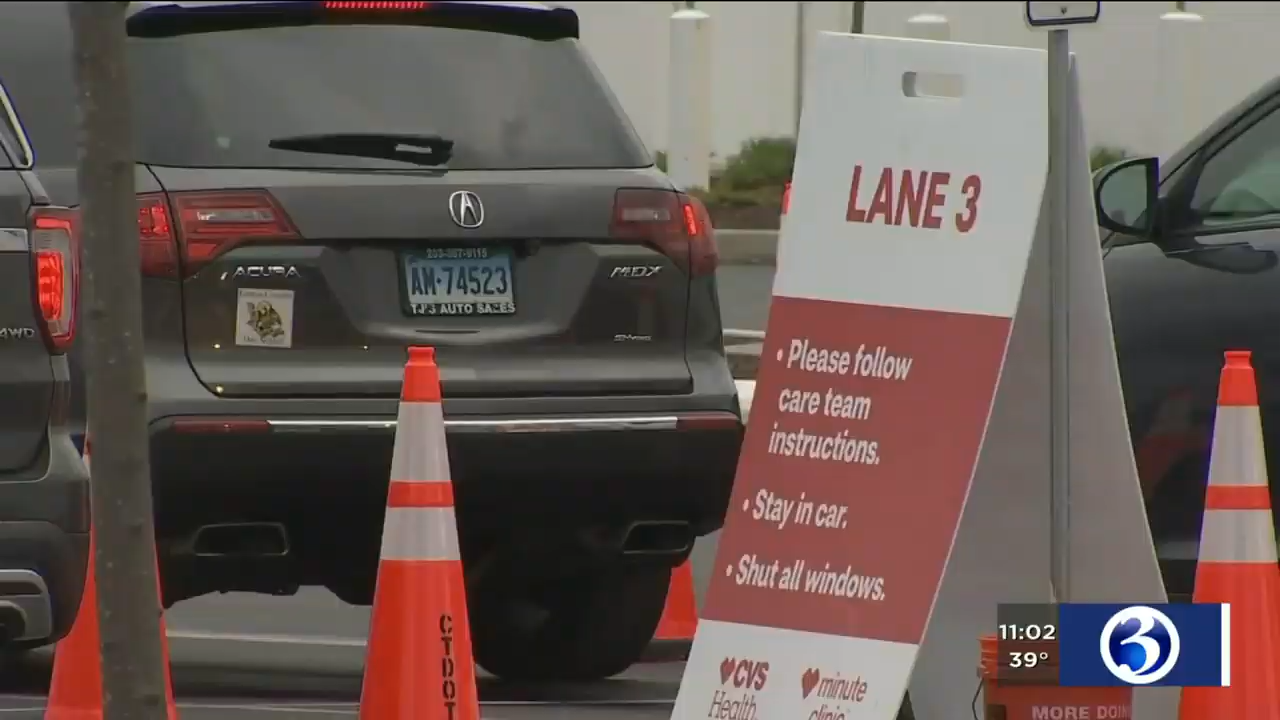 LANE 3
• Please follow
care team
instructions.
• Stay in car.
• Shut all windows.
CVS
Health.
minute
clinic
ACURA
MDX
AM·74523
TJ'S AUTO SALES
4WD
CTDOT
11:02
39°
3
MORE DOIN